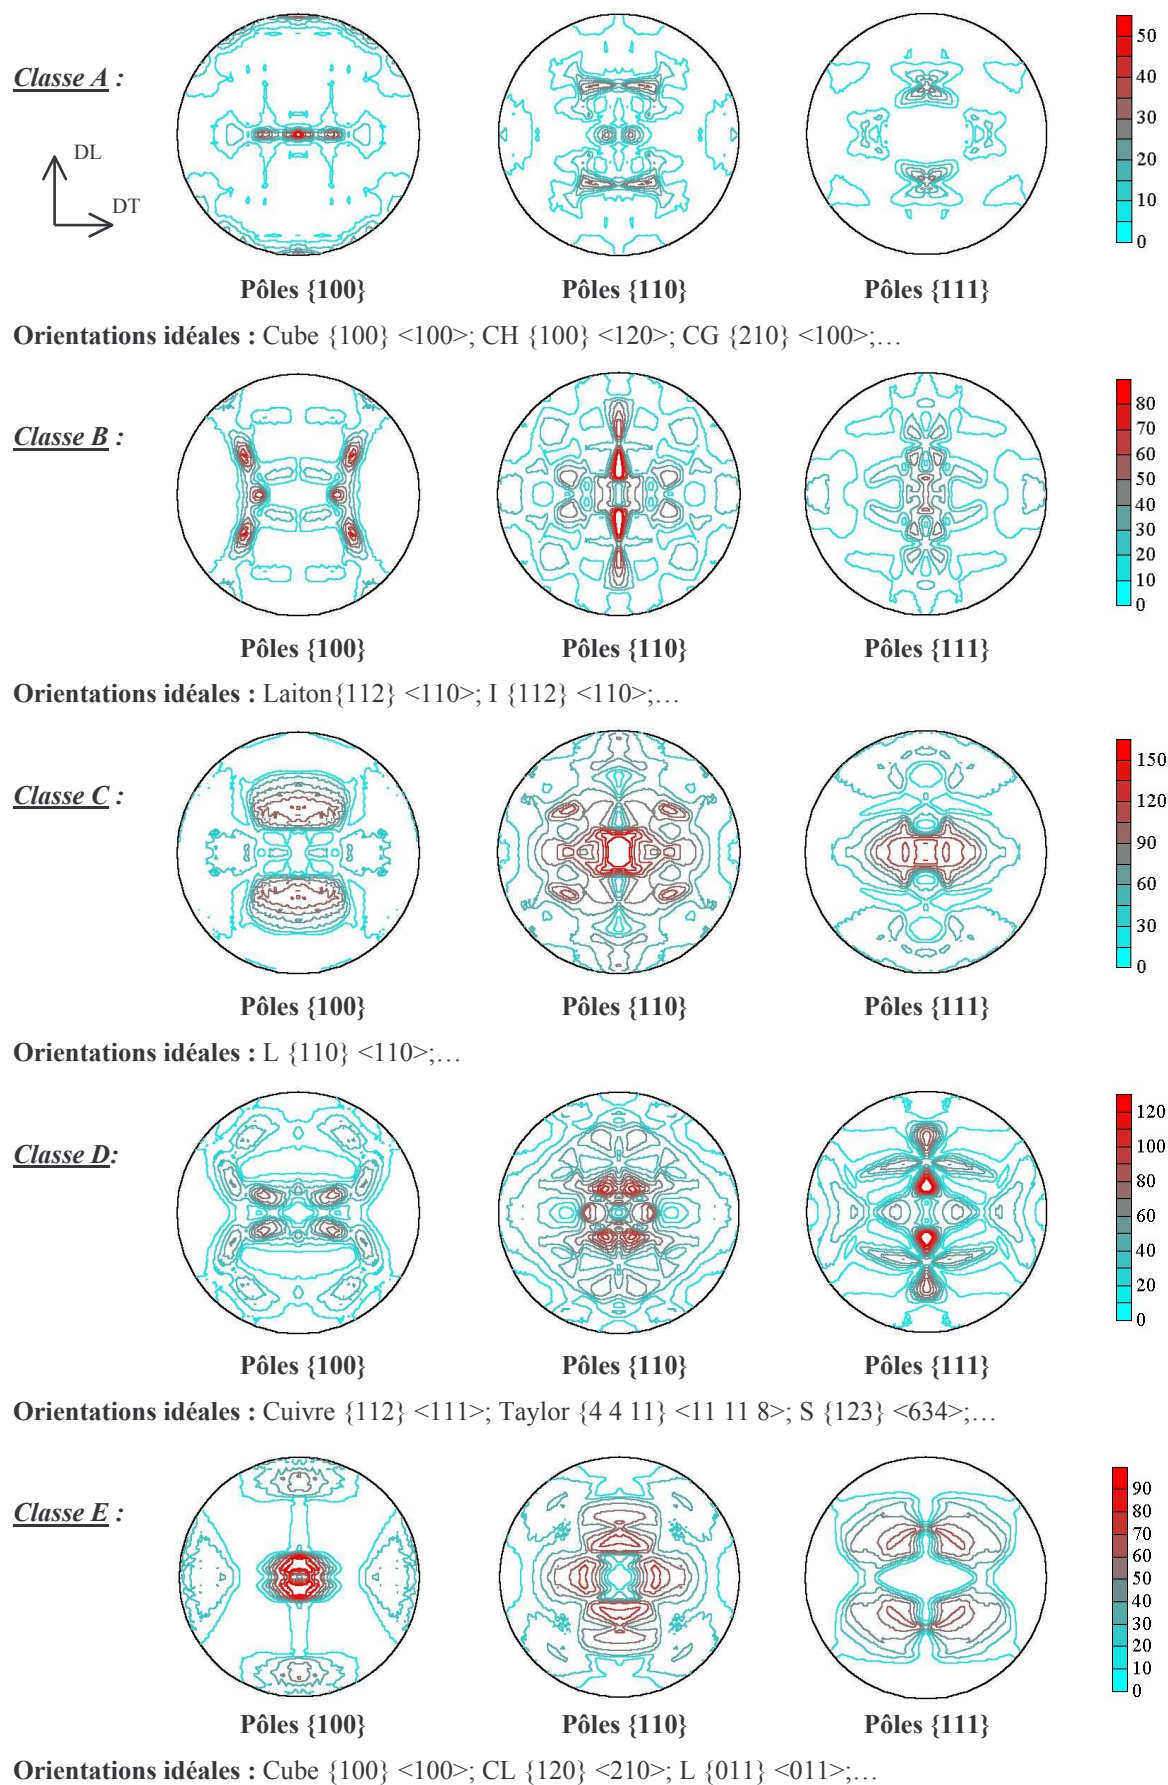 Classe A :
DL
DT
50
40
30
20
10
0
Pôles {100} Pôles {110} Pôles {111}
Orientations idéales : Cube {100} <100>; CH {100} <120>; CG {210} <100>;…
Classe B :
80
70
60
50
40
30
20
10
0
Pôles {100} Pôles {110} Pôles {111}
Orientations idéales : Laiton{112} <110>; I {112} <110>;…
Classe C :
150
120
90
60
30
0
Pôles {100} Pôles {110} Pôles {111}
Orientations idéales : L {110} <110>;…
Classe D:
120
100
80
60
40
20
0
Pôles {100} Pôles {110} Pôles {111}
Orientations idéales : Cuivre {112} <111>; Taylor {4 4 11} <11 11 8>; S {123} <634>;…
Classe E :
90
80
70
60
50
40
30
20
10
0
Pôles {100} Pôles {110} Pôles {111}
Orientations idéales : Cube {100} <100>; CL {120} <210>; L {011} <011>;…